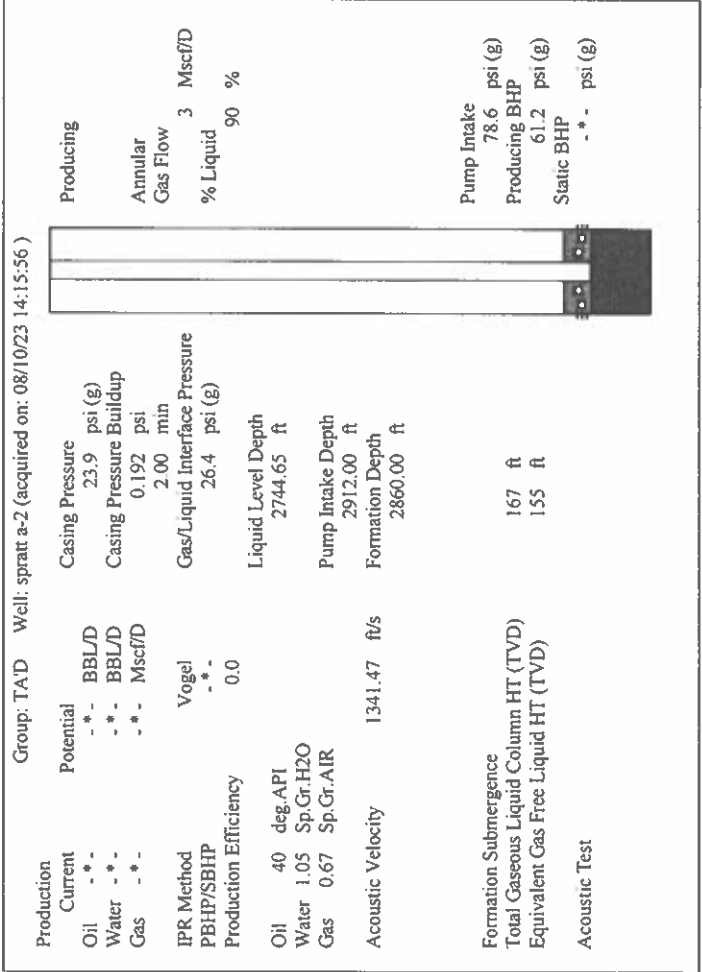 Group: TA'D Well: spratt a-2 (acquired on: 08/10/23 14:15:56 )
Production
Current Potential
Oil - * - - * - BBL/D
Water - * - - * - BBL/D
Gas - * - - * - Mscf/D
IPR Method Vogel
PBHP/SBHP - * -
Production Efficiency 0.0
Oil 40 deg.API
Water 1.05 Sp.Gr.H2O
Gas 0.67 Sp.Gr.AIR
Acoustic Velocity 1341.47 ft/s
Formation Submergence
Total Gaseous Liquid Column HT (TVD) 167 ft
Equivalent Gas Free Liquid HT (TVD) 155 ft
Acoustic Test
Casing Pressure
23.9 psi (g)
Casing Pressure Buildup
0.192 psi
2.00 min
Gas/Liquid Interface Pressure
26.4 psi (g)
Liquid Level Depth
2744.65 ft
Pump Intake Depth
2912.00 ft
Formation Depth
2860.00 ft
Producing
Annular
Gas Flow
3 Mscf/D
% Liquid
90 %
Pump Intake
78.6 psi (g)
Producing BHP
61.2 psi (g)
Static BHP
- * - psi (g)